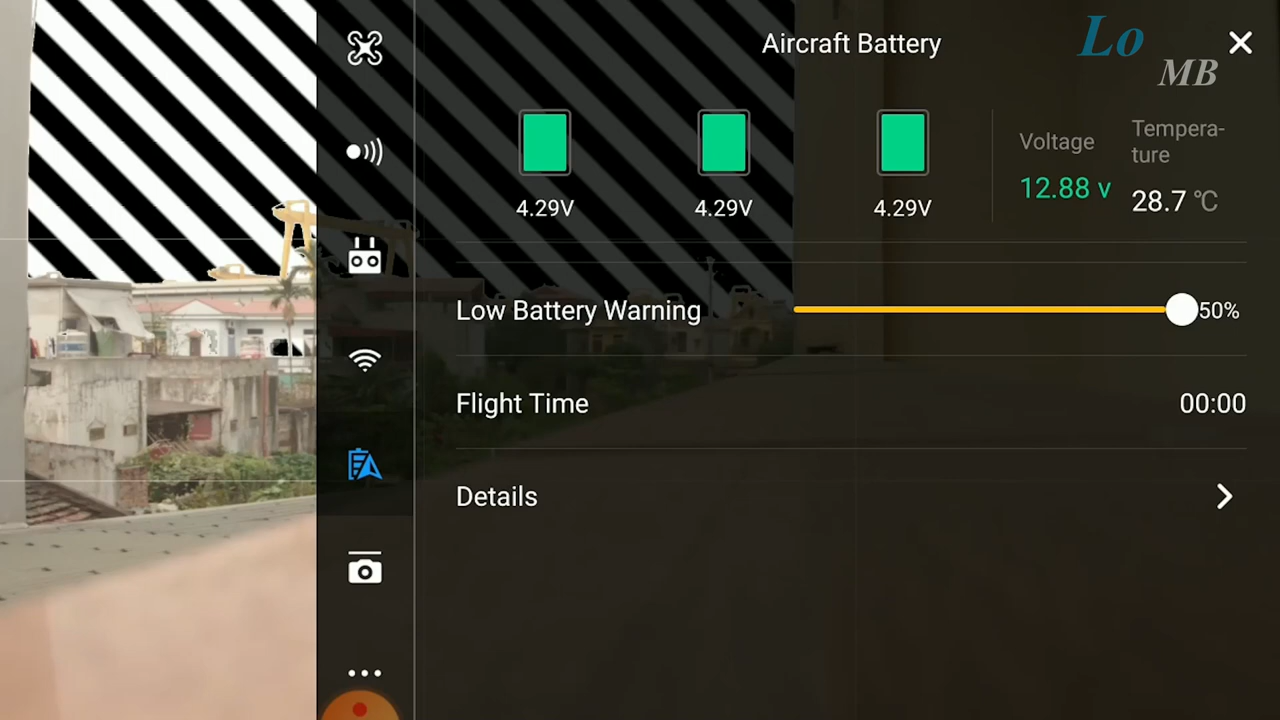 Aircraft Battery
Lo
MB
4.29V
4.29V
4.29V
Voltage
12.88 v
Tempera-
ture
28.7 ℃
Low Battery Warning
50%
Flight Time
00:00
Details